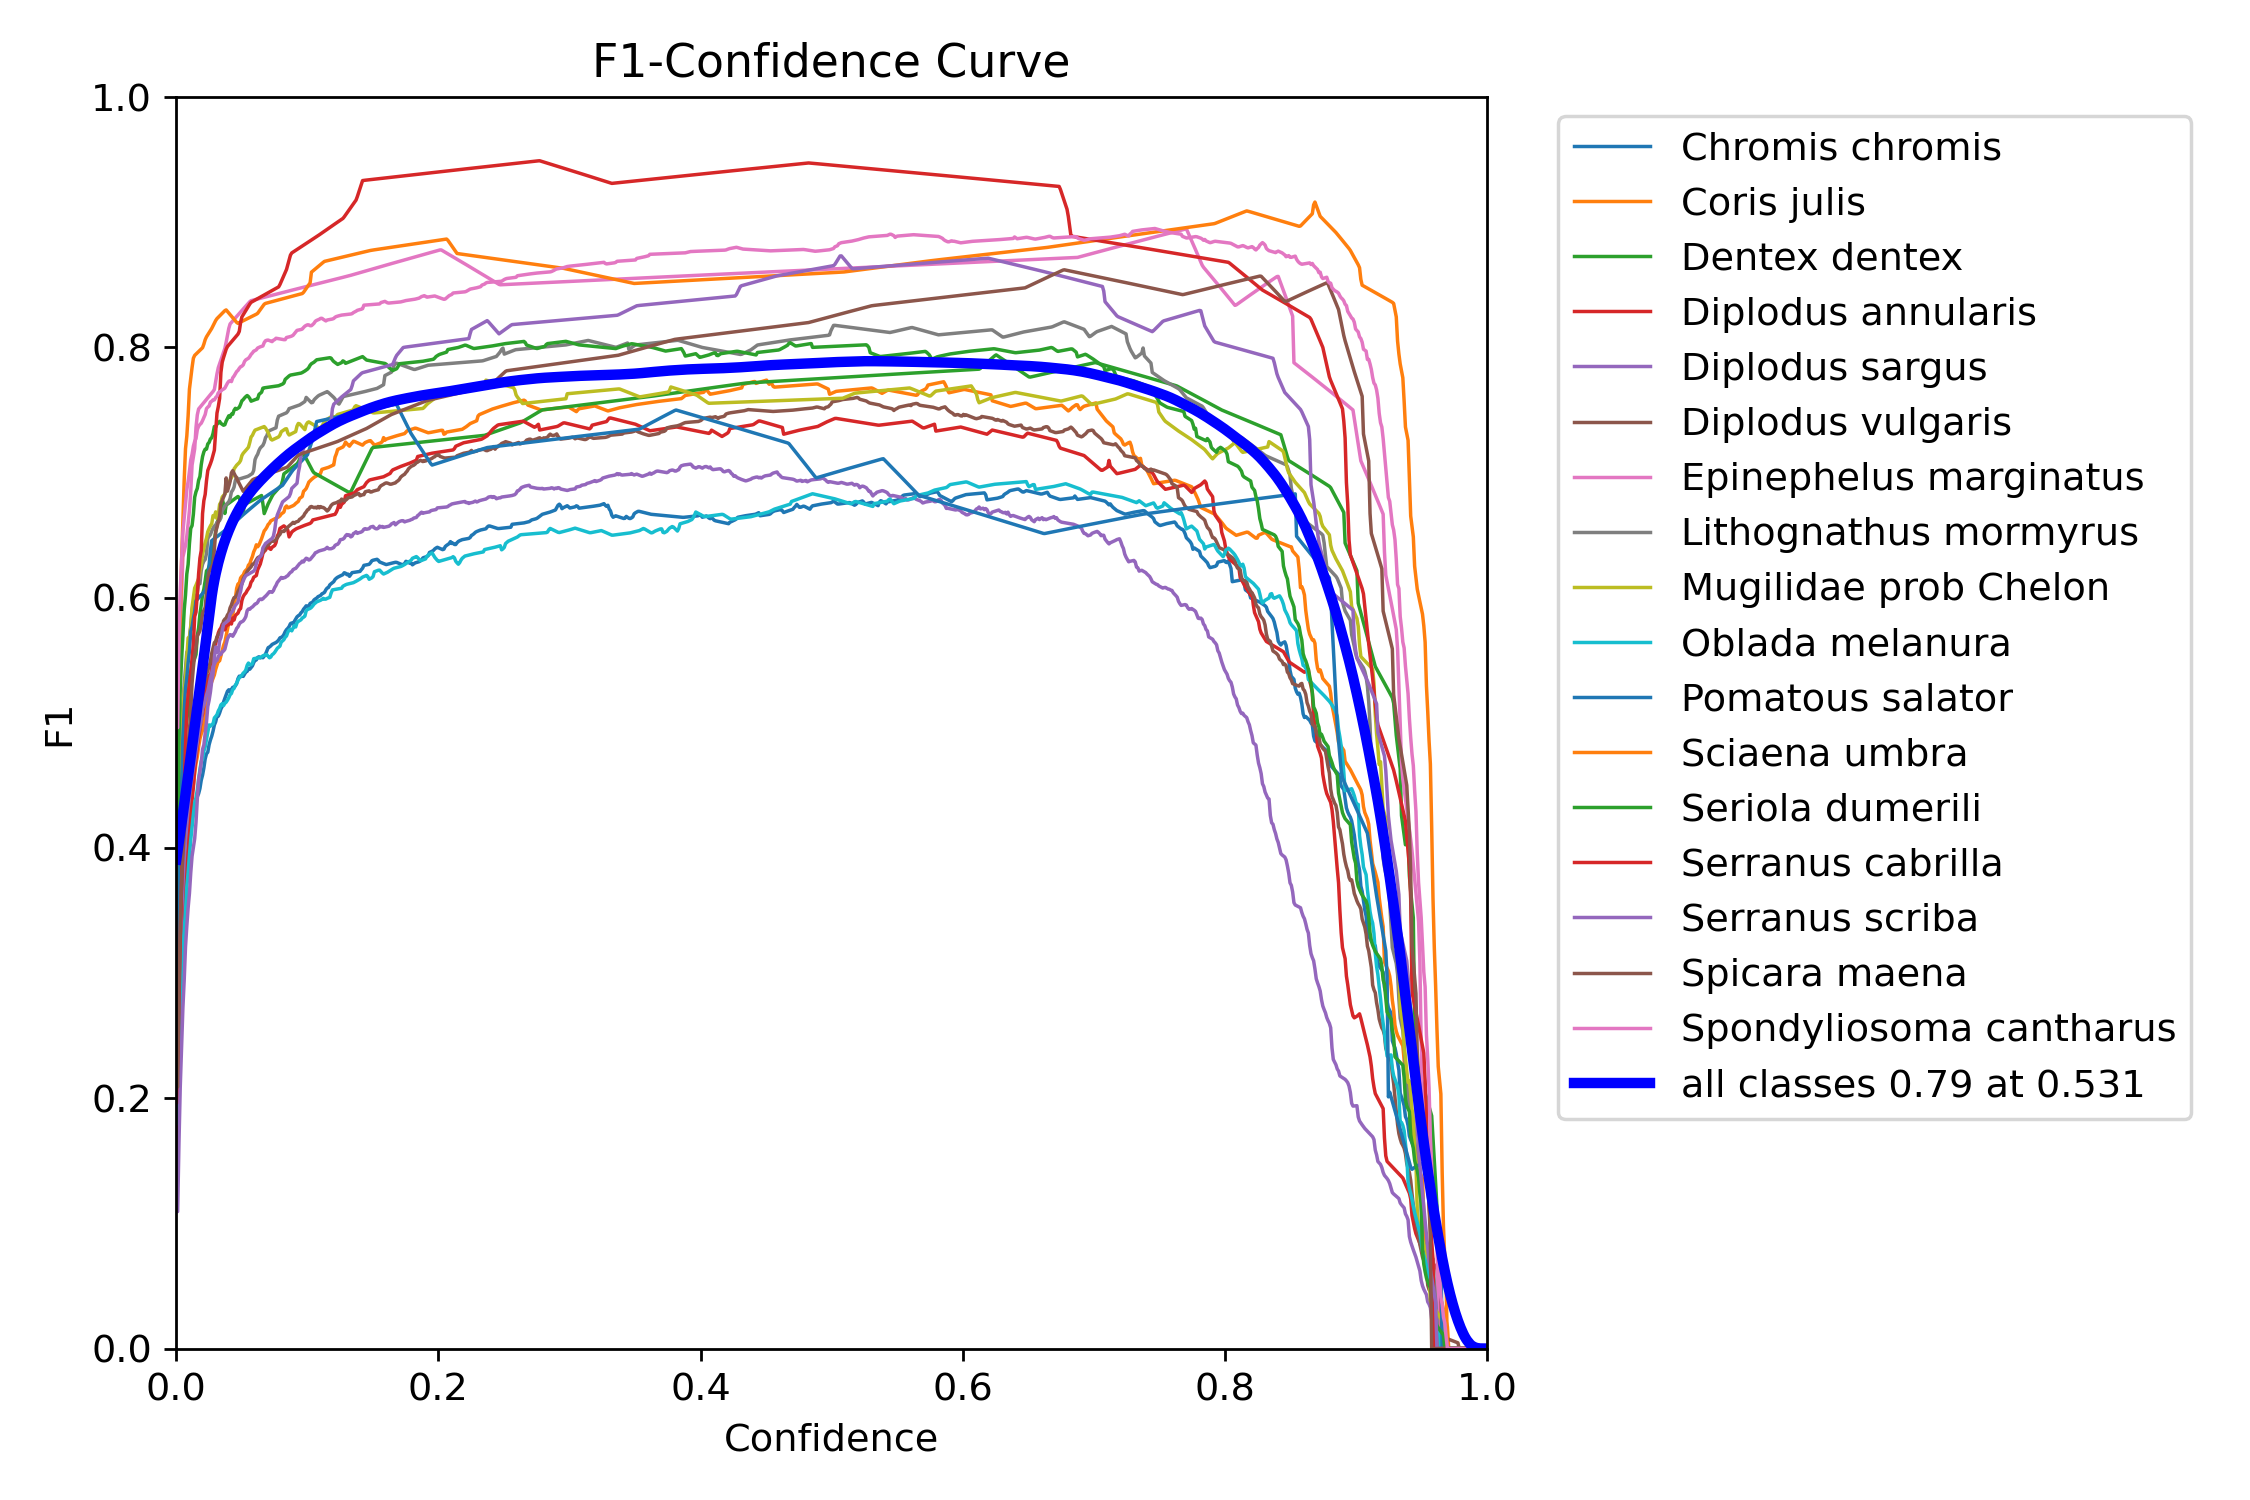 F1-Confidence Curve
1.0
0.8
0.6
0.4
0.2
0.0
F1
0.0 0.2 0.4 0.6 0.8 1.0
Confidence
Chromis chromis
Coris julis
Dentex dentex
Diplodus annularis
Diplodus sargus
Diplodus vulgaris
Epinephelus marginatus
Lithognathus mormyrus
Mugilidae prob Chelon
Oblada melanura
Pomatous salator
Sciaena umbra
Seriola dumerili
Serranus cabrilla
Serranus scriba
Spicara maena
Spondyliosoma cantharus
all classes 0.79 at 0.531